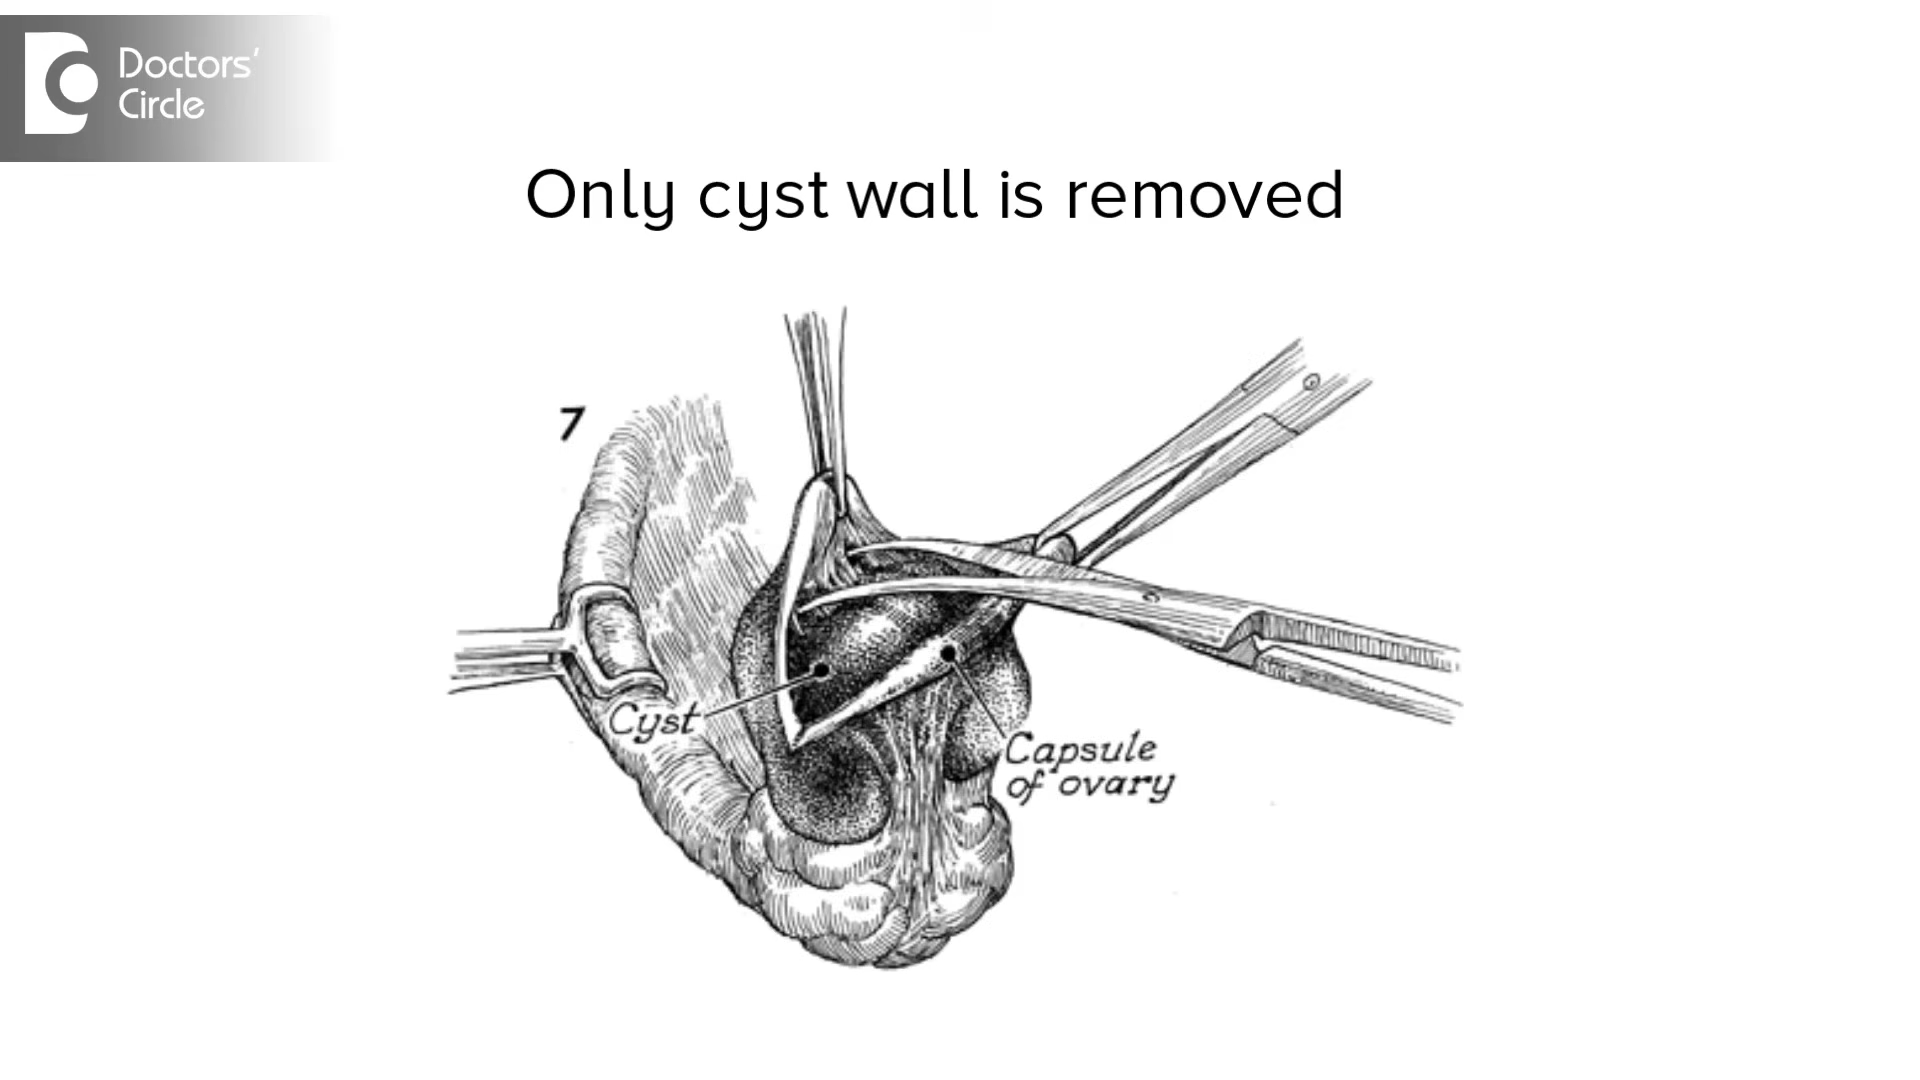 Doctors'
Circle
Only cyst wall is removed
7
Cyst
Capsule
of ovary